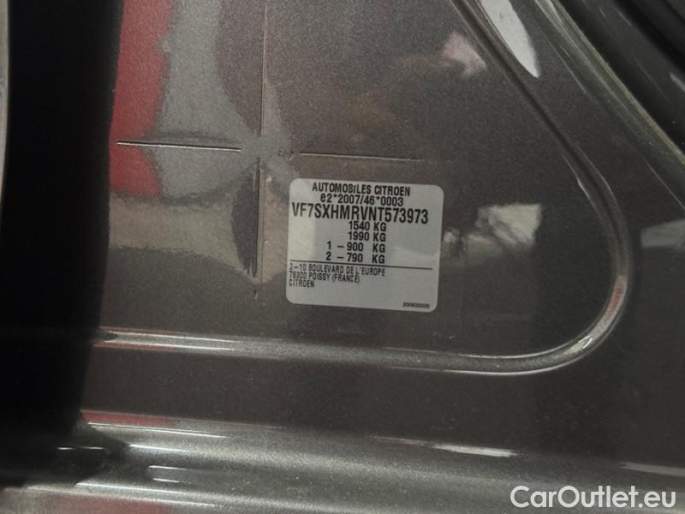 AUTOMOBILES CITROEN
e2*2007/46*0003
VF7SXHMRVNT573973
1540 KG
1990 KG
1 - 900 KG
2 - 790 KG
2-10 BOULEVARD DE L'EUROPE
78300 POISSY (FRANCE)
CITROEN
CarOutlet.eu